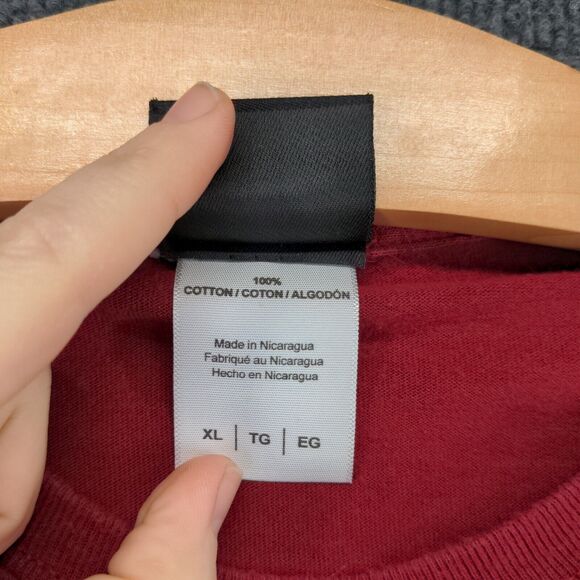 100%
COTTON / COTON / ALGODÓN
Made in Nicaragua
Fabriqué au Nicaragua
Hecho en Nicaragua
XL | TG | EG